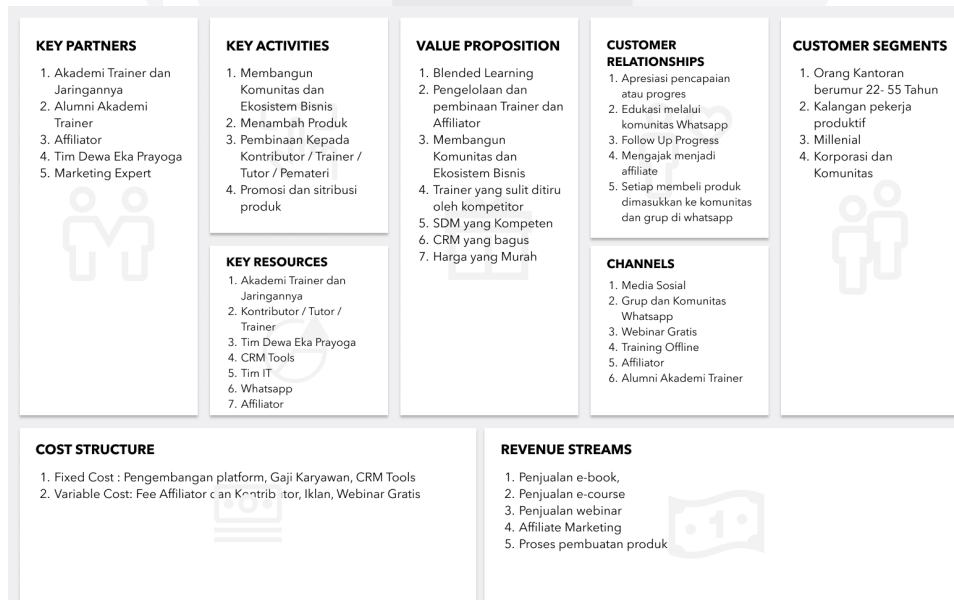 KEY PARTNERS
1. Akademi Trainer dan
Jaringannya
2. Alumni Akademi
Trainer
3. Affiliator
4. Tim Dewa Eka Prayoga
5. Marketing Expert
KEY ACTIVITIES
1. Membangun
Komunitas dan
Ekosistem Bisnis
2. Menambah Produk
3. Pembinaan Kepada
Kontributor / Trainer /
Tutor / Pemateri
4. Promosi dan sitribusi
produk
KEY RESOURCES
1. Akademi Trainer dan
Jaringannya
2. Kontributor / Tutor /
Trainer
3. Tim Dewa Eka Prayoga
4. CRM Tools
5. Tim IT
6. Whatsapp
7. Affiliator
VALUE PROPOSITION
1. Blended Learning
2. Pengelolaan dan
pembinaan Trainer dan
Affiliator
3. Membangun
Komunitas dan
Ekosistem Bisnis
4. Trainer yang sulit ditiru
oleh kompetitor
5. SDM yang Kompeten
6. CRM yang bagus
7. Harga yang Murah
CUSTOMER
RELATIONSHIPS
1. Apresiasi pencapaian
atau progres
2. Edukasi melalui
komunitas Whatsapp
3. Follow Up Progress
4. Mengajak menjadi
affiliate
5. Setiap membeli produk
dimasukkan ke komunitas
dan grup di whatsapp
CHANNELS
1. Media Sosial
2. Grup dan Komunitas
Whatsapp
3. Webinar Gratis
4. Training Offline
5. Affiliator
6. Alumni Akademi Trainer
CUSTOMER SEGMENTS
1. Orang Kantoran
berumur 22- 55 Tahun
2. Kalangan pekerja
produktif
3. Millenial
4. Korporasi dan
Komunitas
COST STRUCTURE
1. Fixed Cost : Pengembangan platform, Gaji Karyawan, CRM Tools
2. Variable Cost: Fee Affiliator dan Kontributor, Iklan, Webinar Gratis
REVENUE STREAMS
1. Penjualan e-book,
2. Penjualan e-course
3. Penjualan webinar
4. Affiliate Marketing
5. Proses pembuatan produk
1